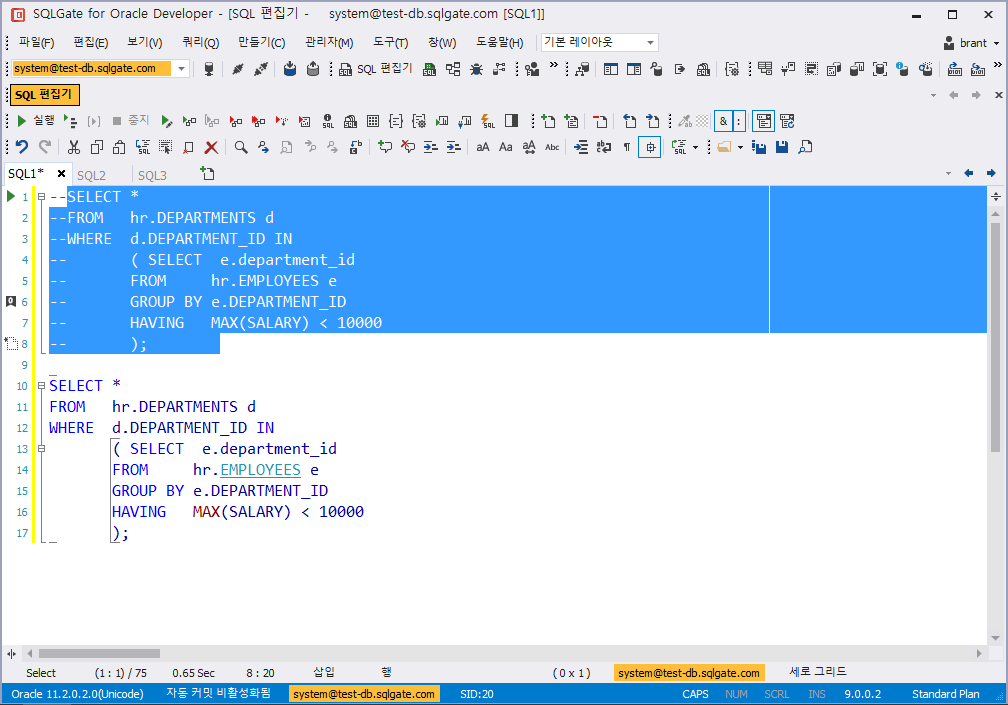 SQLGate for Oracle Developer - [SQL 편집기 - system@test-db.sqlgate.com [SQL1]]
파일(F) 편집(E) 보기(V) 쿼리(Q) 만들기(C) 관리자(M) 도구(T) 창(W) 도움말(H) 기본 레이아웃 brant
system@test-db.sqlgate.com SQL 편집기
SQL 편집기
실행 중지
SQL1* SQL2 SQL3
1 --SELECT *
2 --FROM   hr.DEPARTMENTS d
3 --WHERE  d.DEPARTMENT_ID IN
4 --       ( SELECT  e.department_id
5 --       FROM     hr.EMPLOYEES e
6 --       GROUP BY e.DEPARTMENT_ID
7 --       HAVING   MAX(SALARY) < 10000
8 --       );
9
10 SELECT *
11 FROM   hr.DEPARTMENTS d
12 WHERE  d.DEPARTMENT_ID IN
13        ( SELECT  e.department_id
14        FROM     hr.EMPLOYEES e
15        GROUP BY e.DEPARTMENT_ID
16        HAVING   MAX(SALARY) < 10000
17        );
Select (1 : 1) / 75 0.65 Sec 8 : 20 삽입 행 ( 0 x 1 ) system@test-db.sqlgate.com 세로 그리드
Oracle 11.2.0.2.0(Unicode) 자동 커밋 비활성화됨 system@test-db.sqlgate.com SID:20 CAPS NUM SCRL INS 9.0.0.2 Standard Plan